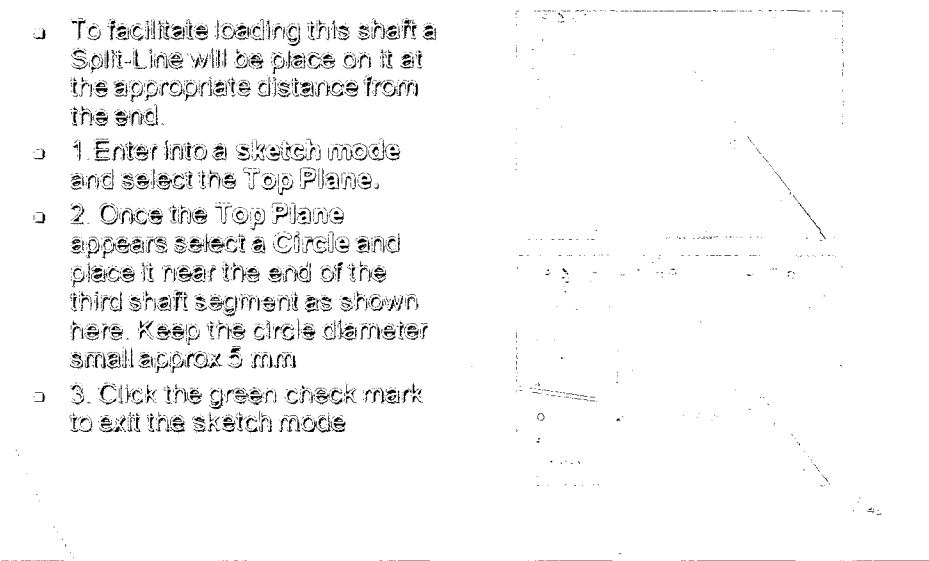 To facilitate loading this shaft a
Split-Line will be place on it at
the appropriate distance from
the end.
1. Enter into a sketch mode
and select the Top Plane.
2. Once the Top Plane
appears select a Circle and
place it near the end of the
third shaft segment as shown
here. Keep the circle diameter
small approx 5 mm
3. Click the green check mark
to exit the sketch mode